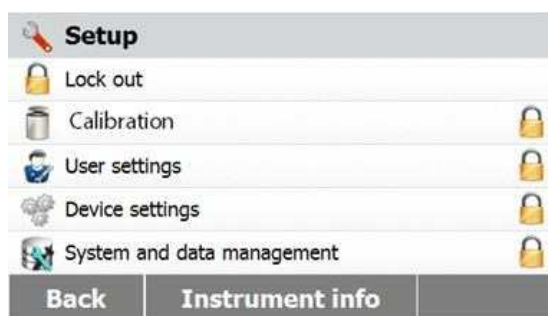 Setup
Lock out
Calibration
User settings
Device settings
System and data management
Back Instrument info